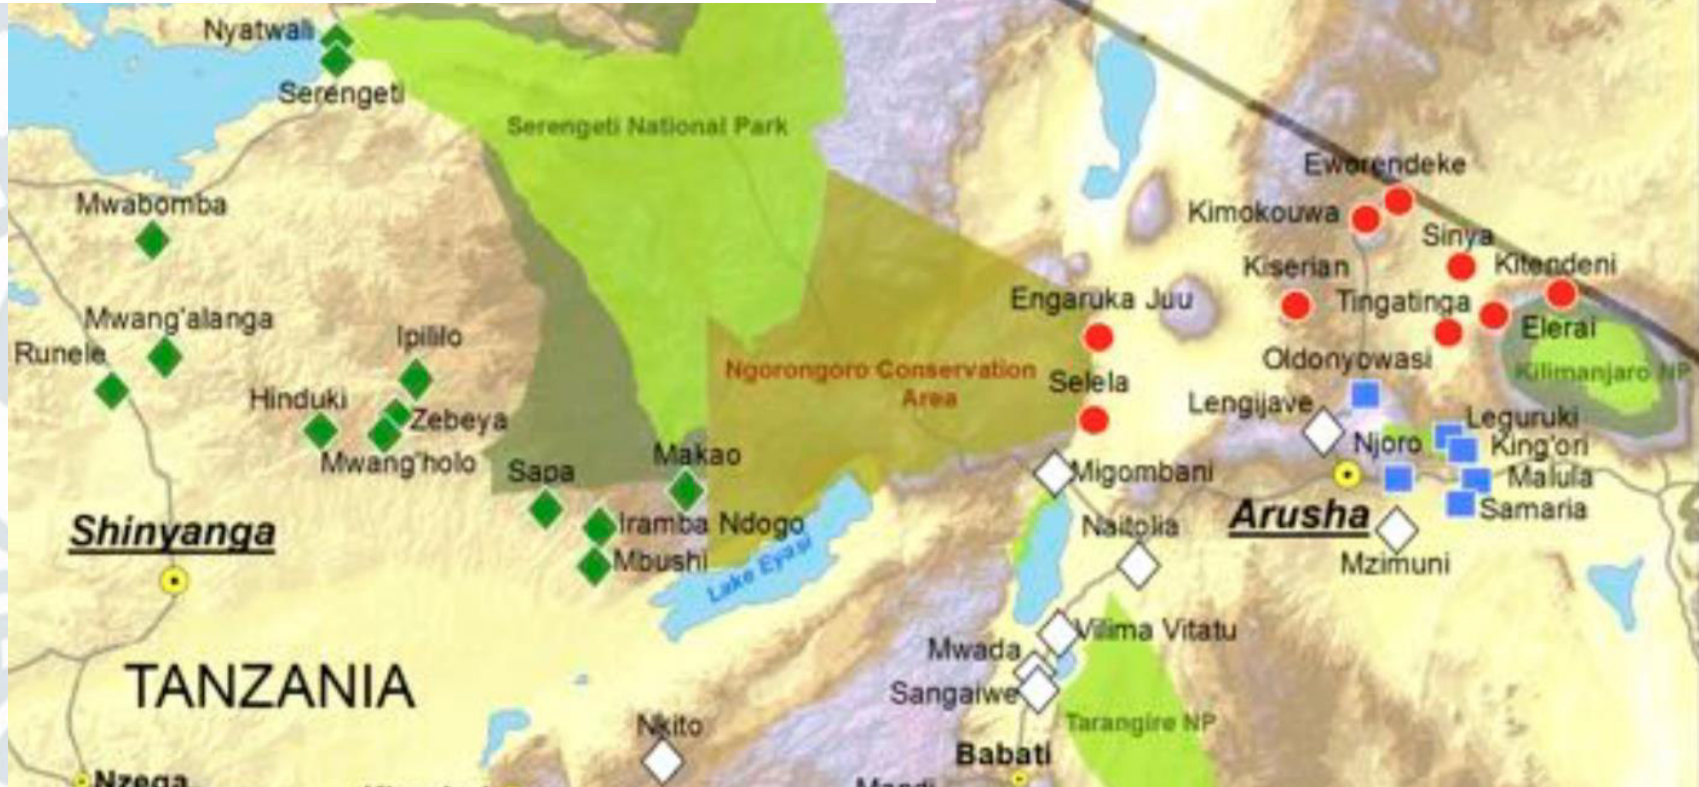 Nyatwali
Serengeti
Serengeti National Park
Eworendeke
Mwabomba
Kimokouwa
Sinya
Kiserian
Kitendeni
Engaruka Juu
Tingatinga
Mwang'alanga
Elerai
Ipililo
Runele
Oldonyowasi
Ngorongoro Conservation
Area
Kilimanjaro NP
Selela
Hinduki
Lengijave
Zebeya
Leguruki
Njoro
King'ori
Mwang'holo
Makao
Sapa
Migombani
Malula
Samaria
Shinyanga
Iramba Ndogo
Arusha
Naitolia
Mbushi
Lake Eyasi
Mzimuni
Vilima Vitatu
Mwada
TANZANIA
Sangaiwe
Nkito
Tarangire NP
Babati
Nzega